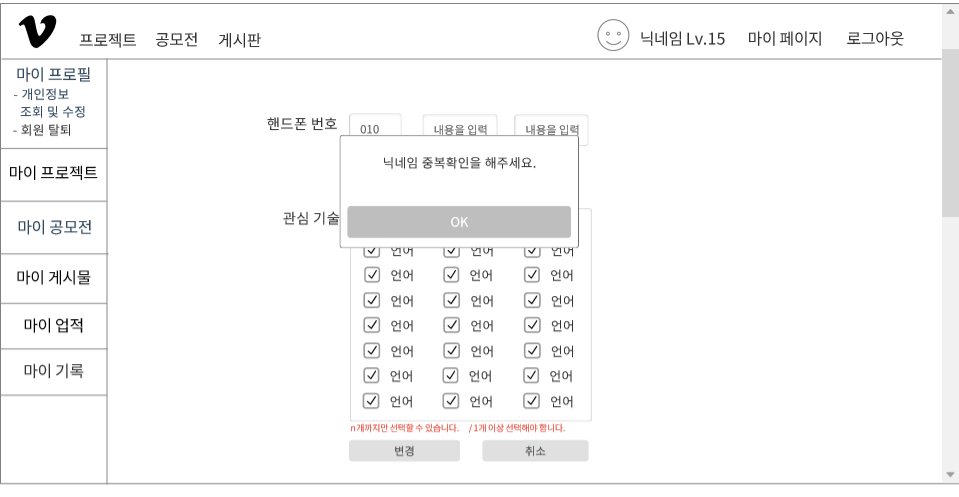 프로젝트 공모전 게시판
닉네임 Lv.15 마이 페이지 로그아웃
마이 프로필
- 개인정보
조회 및 수정
- 회원 탈퇴
마이 프로젝트
마이 공모전
마이 게시물
마이 업적
마이 기록
핸드폰 번호 010 내용을 입력 내용을 입력
닉네임 중복확인을 해주세요.
OK
관심 기술
언어 언어 언어
언어 언어 언어
언어 언어 언어
언어 언어 언어
언어 언어 언어
언어 언어 언어
언어 언어 언어
n개까지만 선택할 수 있습니다. / 1개 이상 선택해야 합니다.
변경 취소